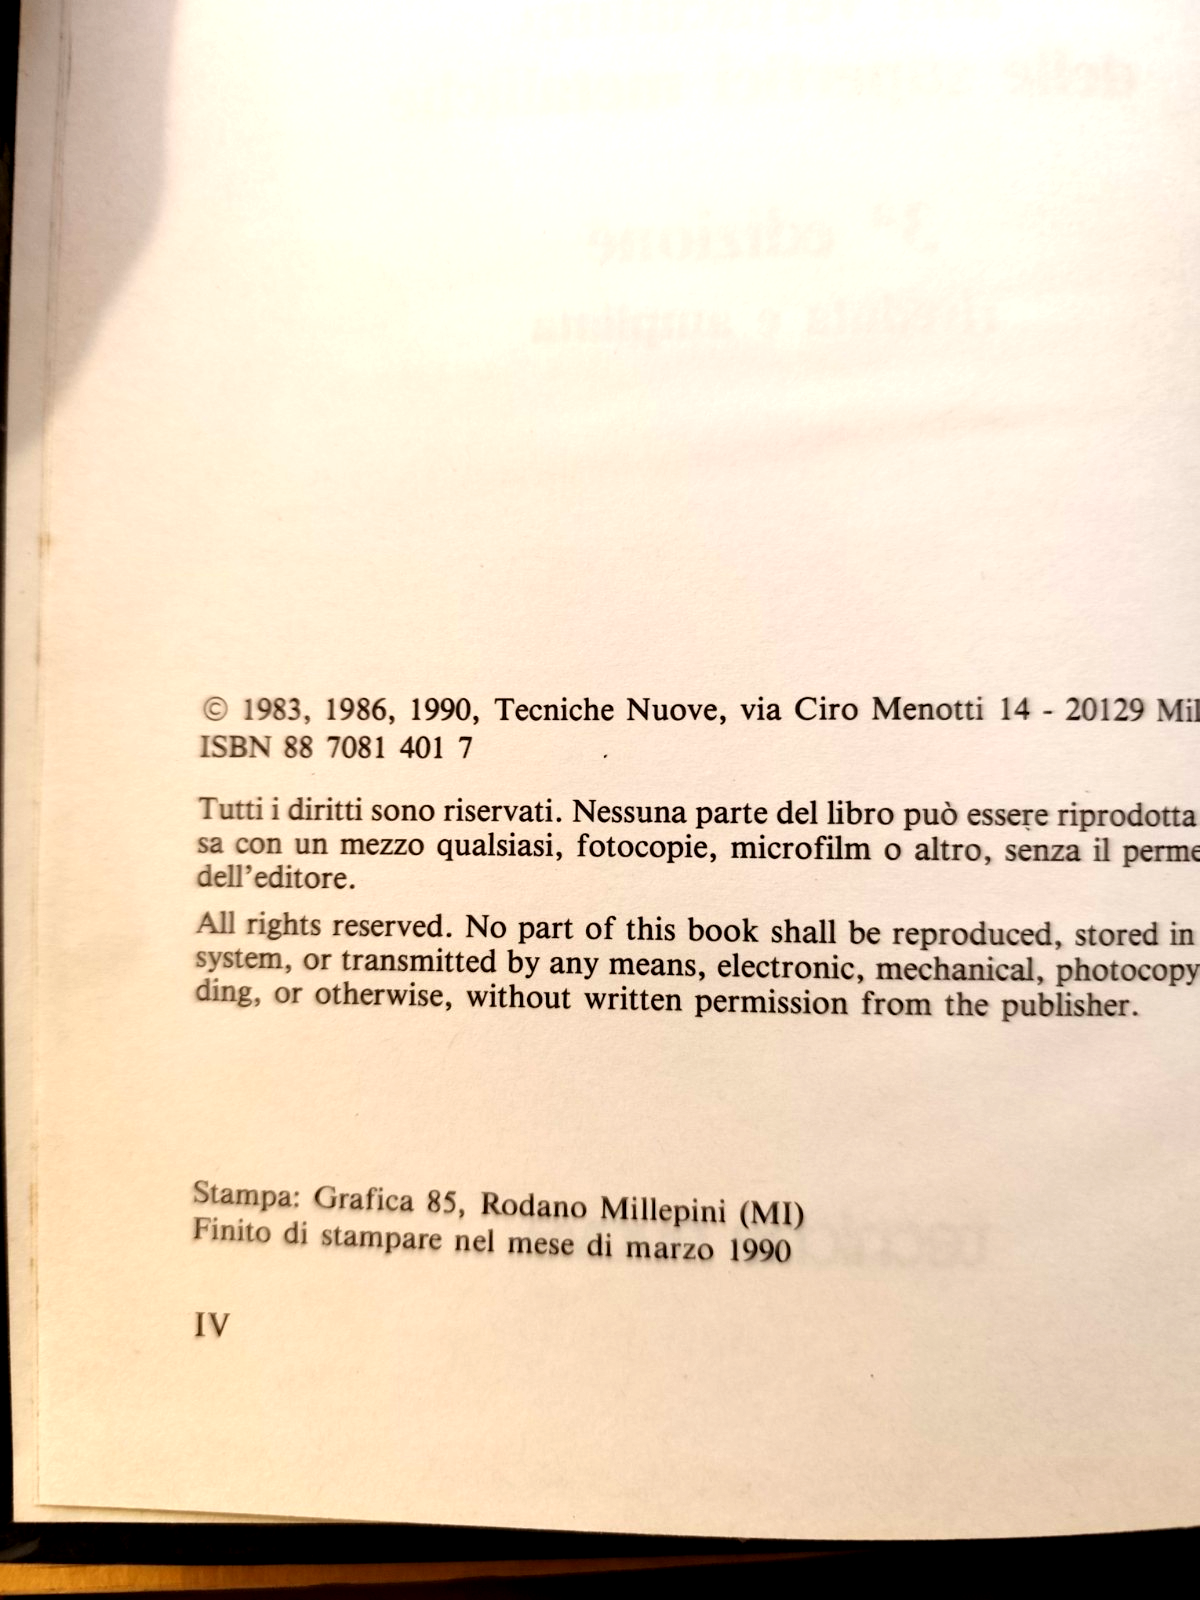 © 1983, 1986, 1990, Tecniche Nuove, via Ciro Menotti 14 - 20129 Mil
ISBN 88 7081 401 7
Tutti i diritti sono riservati. Nessuna parte del libro può essere riprodotta
sa con un mezzo qualsiasi, fotocopie, microfilm o altro, senza il perme
dell'editore.
All rights reserved. No part of this book shall be reproduced, stored in
system, or transmitted by any means, electronic, mechanical, photocopy
ding, or otherwise, without written permission from the publisher.
Stampa: Grafica 85, Rodano Millepini (MI)
Finito di stampare nel mese di marzo 1990
IV